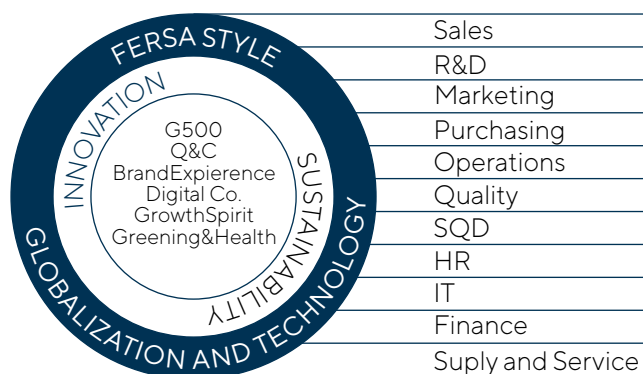 FERSA STYLE
INNOVATION
G500
Q&C
BrandExpierence
Digital Co.
GrowthSpirit
Greening&Health
SUSTAINABILITY
GLOBALIZATION AND TECHNOLOGY
Sales
R&D
Marketing
Purchasing
Operations
Quality
SQD
HR
IT
Finance
Suply and Service